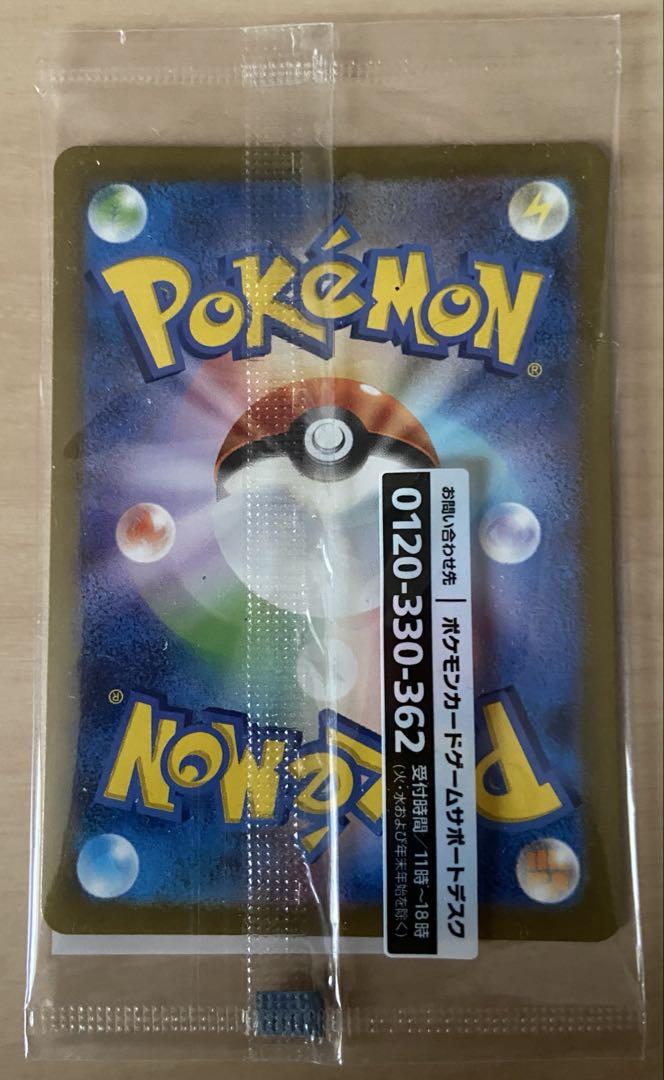 POKéMON
®
お問い合わせ先 | ポケモンカードゲームサポートデスク
0120-330-362 受付時間/11時~18時
(火・水および年末年始を除く)
®
POKéMON